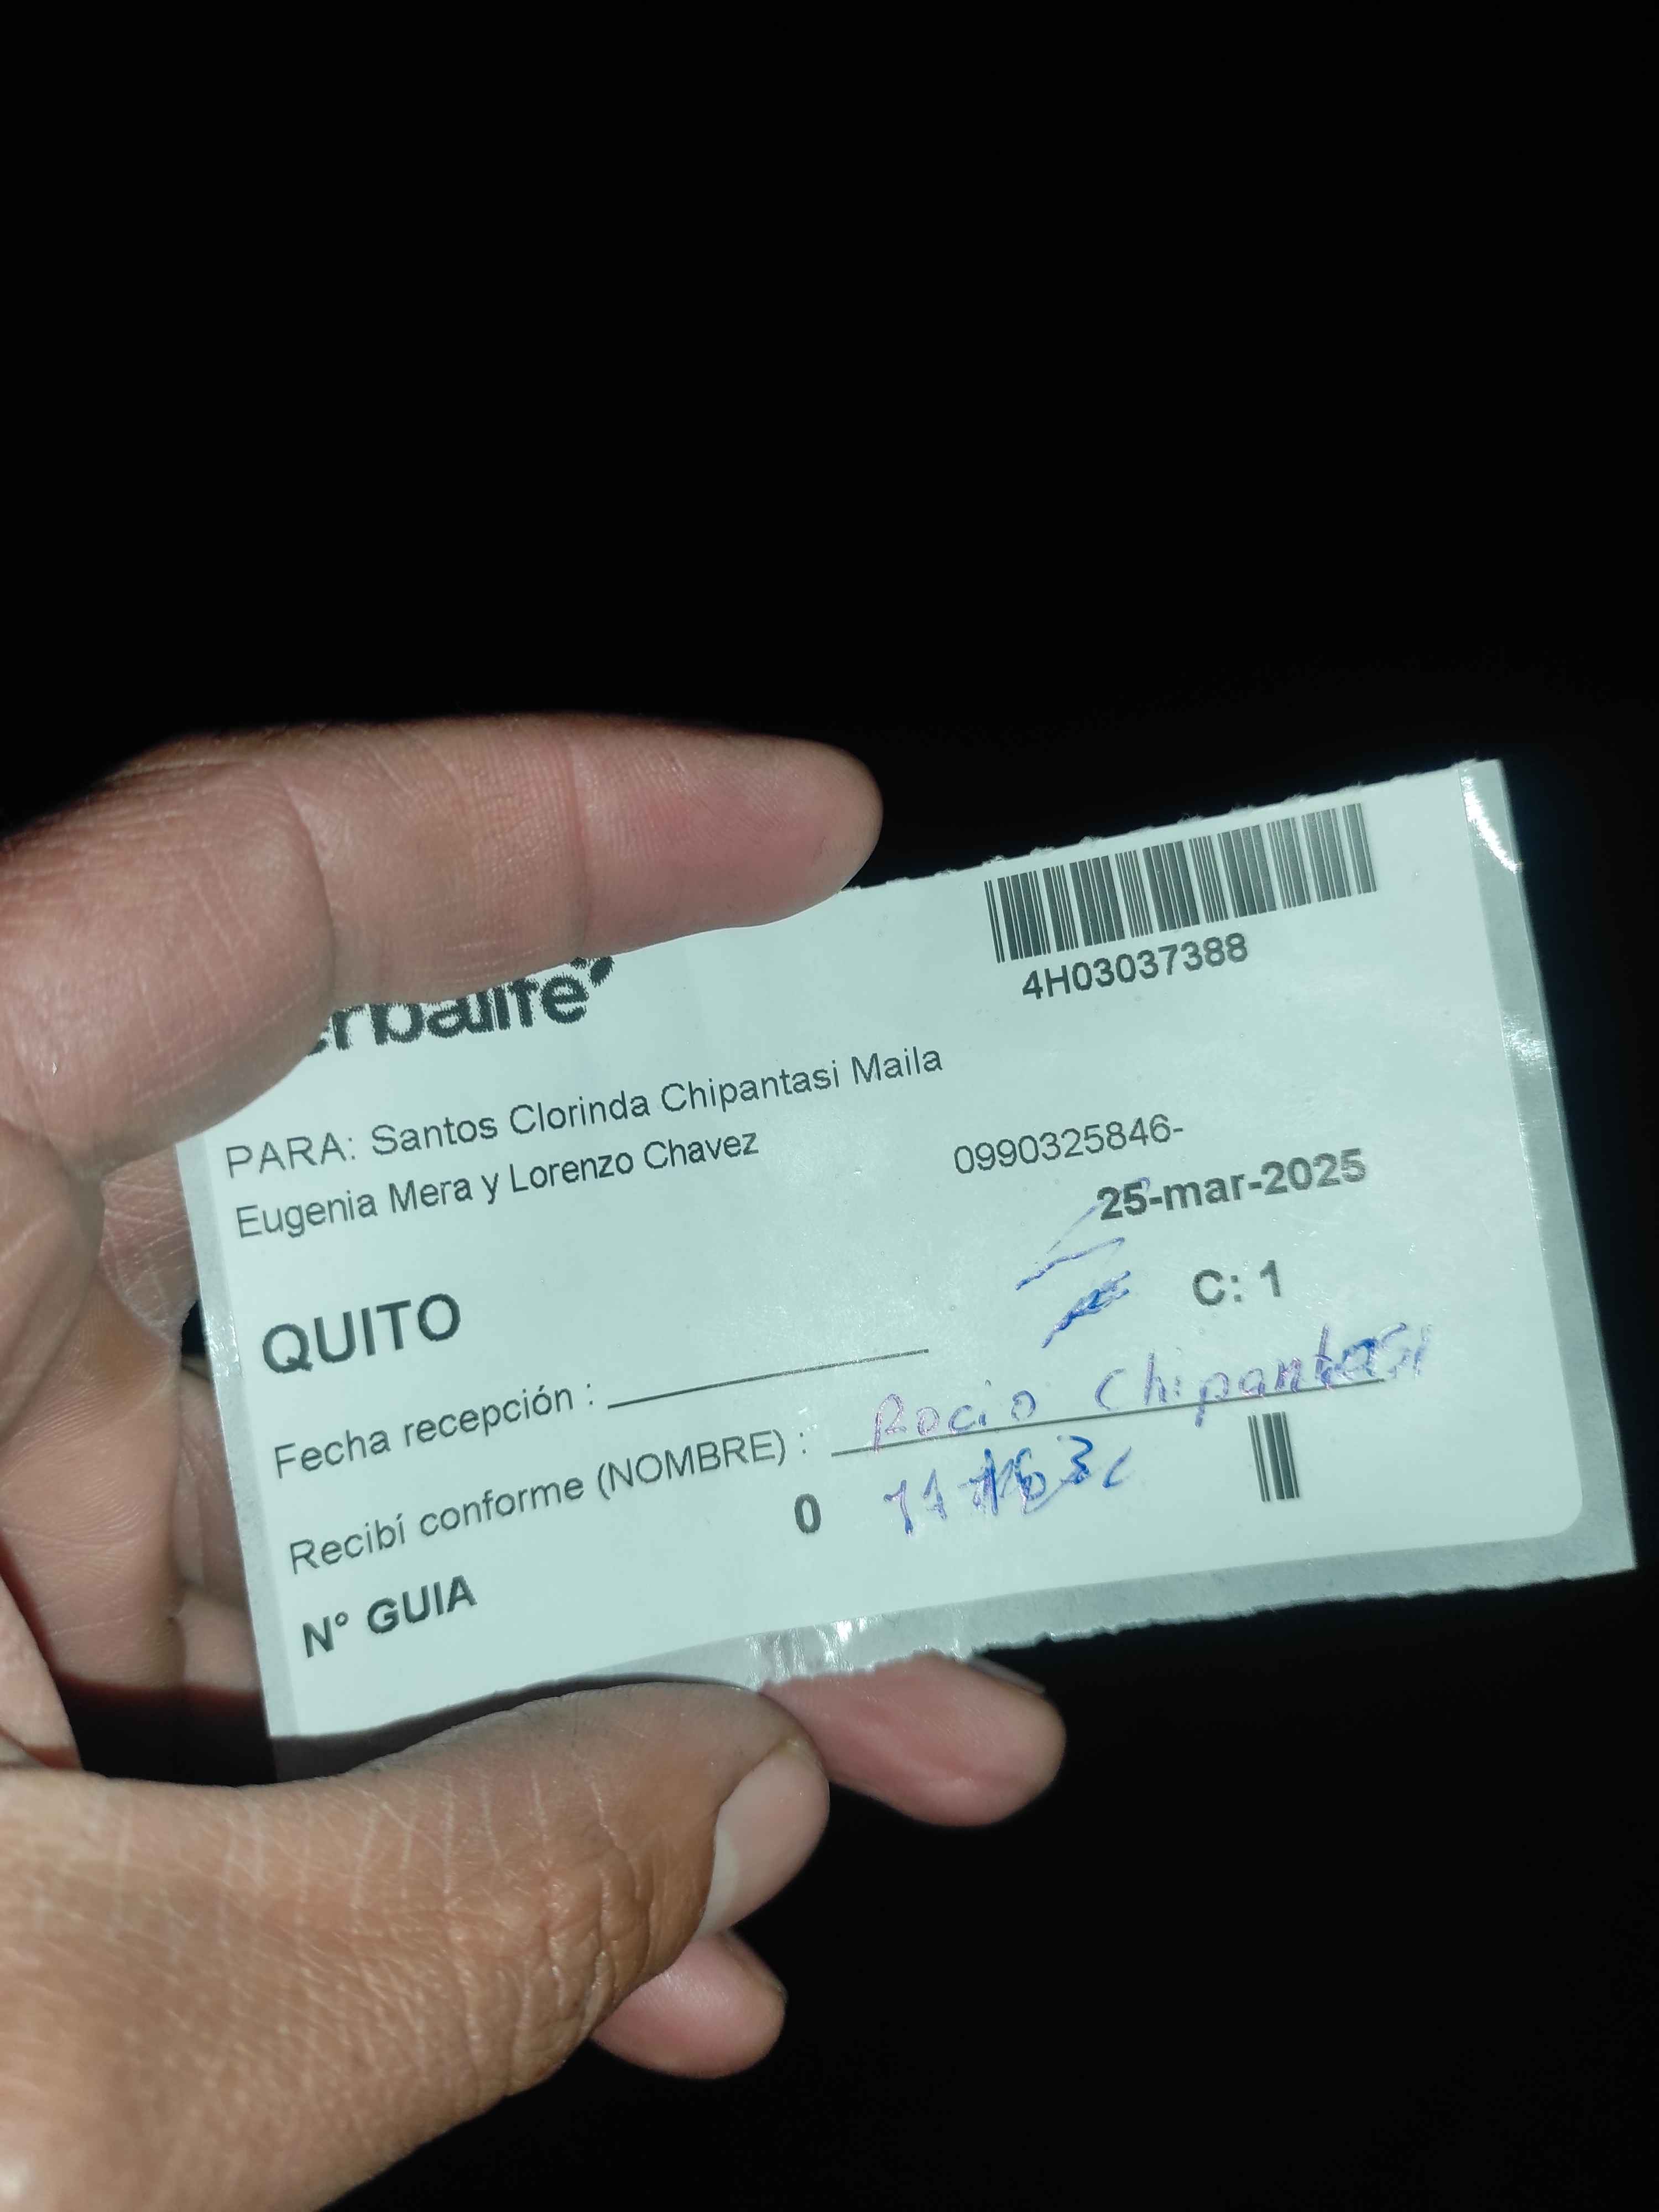 erbalife
4H03037388
PARA: Santos Clorinda Chipantasi Maila
Eugenia Mera y Lorenzo Chavez
0990325846-
25-mar-2025
QUITO
C: 1
Fecha recepción :
Recibí conforme (NOMBRE) : Rocio Chipantasi
N° GUIA 0